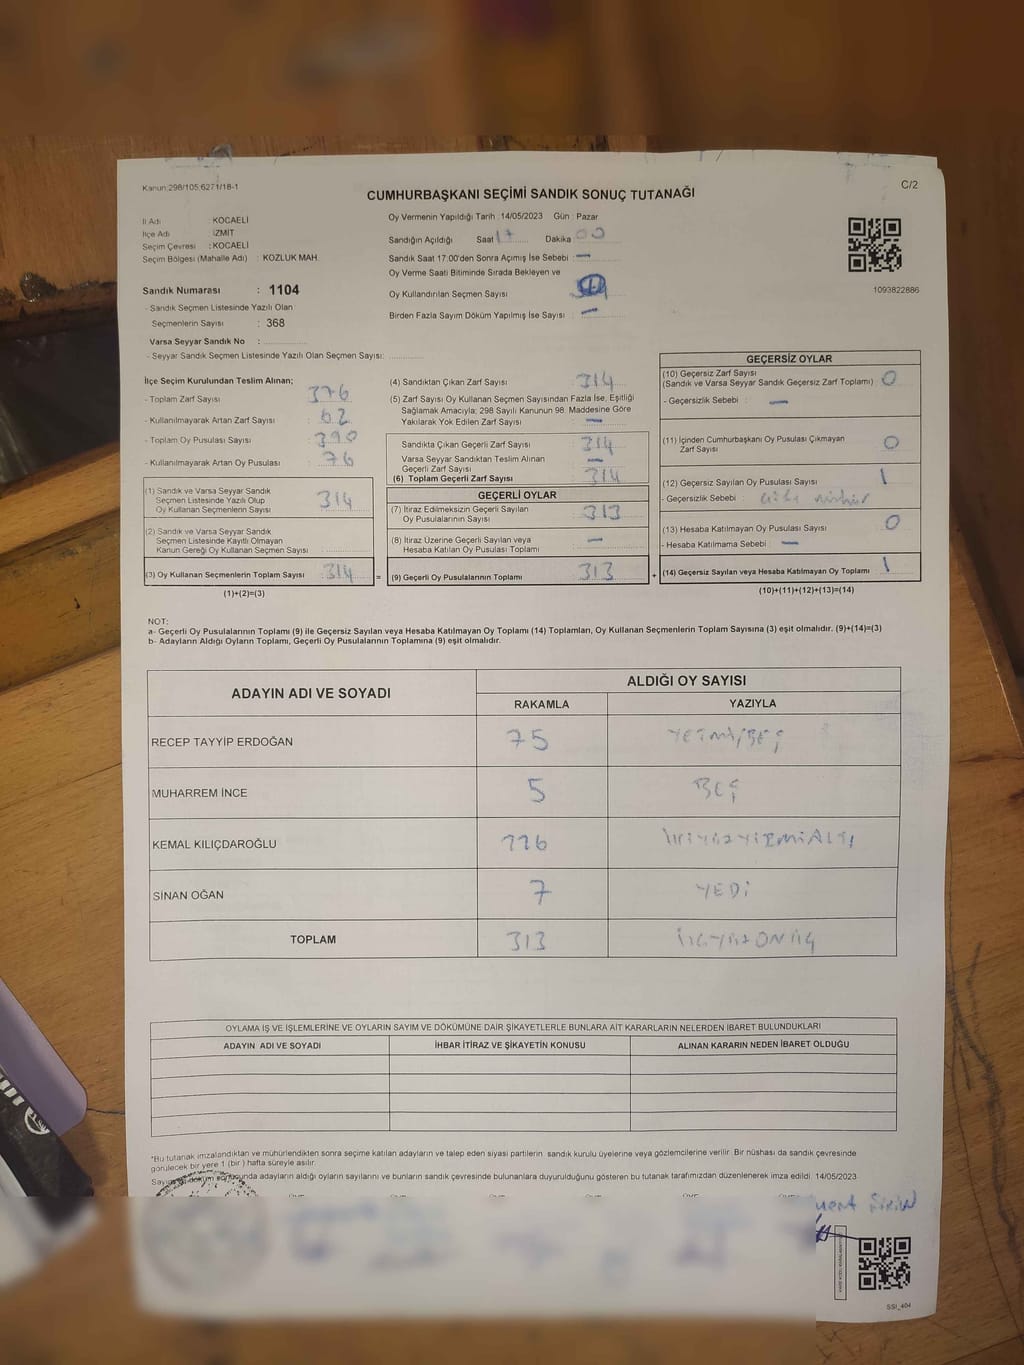 Kanun:298/105;6271/18-1
C/2
CUMHURBAŞKANI SEÇİMİ SANDIK SONUÇ TUTANAĞI
İl Adı : KOCAELİ
İlçe Adı : İZMİT
Seçim Çevresi : KOCAELİ
Seçim Bölgesi (Mahalle Adı) : KOZLUK MAH.
Oy Vermenin Yapıldığı Tarih : 14/05/2023 Gün : Pazar
Sandığın Açıldığı Saat 17 Dakika 00
Sandık Saat 17:00'den Sonra Açımış İse Sebebi : —
Oy Verme Saati Bitiminde Sırada Bekleyen ve
Oy Kullandırılan Seçmen Sayısı
Birden Fazla Sayım Döküm Yapılmış İse Sayısı : —
1093822886
Sandık Numarası : 1104
- Sandık Seçmen Listesinde Yazılı Olan
Seçmenlerin Sayısı : 368
Varsa Seyyar Sandık No :
- Seyyar Sandık Seçmen Listesinde Yazılı Olan Seçmen Sayısı:
İlçe Seçim Kurulundan Teslim Alınan;
- Toplam Zarf Sayısı : 376
- Kullanılmayarak Artan Zarf Sayısı : 62
- Toplam Oy Pusulası Sayısı : 390
- Kullanılmayarak Artan Oy Pusulası : 76
(1) Sandık ve Varsa Seyyar Sandık
Seçmen Listesinde Yazılı Olup
Oy Kullanan Seçmenlerin Sayısı : 314
(2) Sandık ve Varsa Seyyar Sandık
Seçmen Listesinde Kayıtlı Olmayan
Kanun Gereği Oy Kullanan Seçmen Sayısı :
(3) Oy Kullanan Seçmenlerin Toplam Sayısı : 314 =
(1)+(2)=(3)
(4) Sandıktan Çıkan Zarf Sayısı : 314
(5) Zarf Sayısı Oy Kullanan Seçmen Sayısından Fazla İse, Eşitliği
Sağlamak Amacıyla; 298 Sayılı Kanunun 98. Maddesine Göre
Yakılarak Yok Edilen Zarf Sayısı : —
Sandıkta Çıkan Geçerli Zarf Sayısı : 314
Varsa Seyyar Sandıktan Teslim Alınan
Geçerli Zarf Sayısı : —
(6) Toplam Geçerli Zarf Sayısı : 314
GEÇERLİ OYLAR
(7) İtiraz Edilmeksizin Geçerli Sayılan
Oy Pusulalarının Sayısı : 313
(8) İtiraz Üzerine Geçerli Sayılan veya
Hesaba Katılan Oy Pusulası Toplamı : —
(9) Geçerli Oy Pusulalarının Toplamı : 313 +
GEÇERSİZ OYLAR
(10) Geçersiz Zarf Sayısı
(Sandık ve Varsa Seyyar Sandık Geçersiz Zarf Toplamı) : 0
- Geçersizlik Sebebi : —
(11) İçinden Cumhurbaşkanı Oy Pusulası Çıkmayan
Zarf Sayısı : 0
(12) Geçersiz Sayılan Oy Pusulası Sayısı : 1
- Geçersizlik Sebebi :
(13) Hesaba Katılmayan Oy Pusulası Sayısı : 0
- Hesaba Katılmama Sebebi : —
(14) Geçersiz Sayılan veya Hesaba Katılmayan Oy Toplamı : 1
(10)+(11)+(12)+(13)=(14)
NOT:
a- Geçerli Oy Pusulalarının Toplamı (9) ile Geçersiz Sayılan veya Hesaba Katılmayan Oy Toplamı (14) Toplamları, Oy Kullanan Seçmenlerin Toplam Sayısına (3) eşit olmalıdır. (9)+(14)=(3)
b- Adayların Aldığı Oyların Toplamı, Geçerli Oy Pusulalarının Toplamına (9) eşit olmalıdır.
ADAYIN ADI VE SOYADI
ALDIĞI OY SAYISI
RAKAMLA YAZIYLA
RECEP TAYYİP ERDOĞAN 75 YETMİŞBEŞ
MUHARREM İNCE 5 BEŞ
KEMAL KILIÇDAROĞLU 226 İKİYÜZYİRMİALTI
SİNAN OĞAN 7 YEDİ
TOPLAM 313 ÜÇYÜZONÜÇ
OYLAMA İŞ VE İŞLEMLERİNE VE OYLARIN SAYIM VE DÖKÜMÜNE DAİR ŞİKAYETLERLE BUNLARA AİT KARARLARIN NELERDEN İBARET BULUNDUKLARI
ADAYIN ADI VE SOYADI İHBAR İTİRAZ VE ŞİKAYETİN KONUSU ALINAN KARARIN NEDEN İBARET OLDUĞU
*Bu tutanak imzalandıktan ve mühürlendikten sonra seçime katılan adayların ve talep eden siyasi partilerin sandık kurulu üyelerine veya gözlemcilerine verilir. Bir nüshası da sandık çevresinde
görülecek bir yere 1 (bir ) hafta süreyle asılır.
Sayım ve döküm sonucunda adayların aldığı oyların sayılarını ve bunların sandık çevresinde bulunanlara duyurulduğunu gösteren bu tutanak tarafımızdan düzenlenerek imza edildi. 14/05/2023
SSI_404